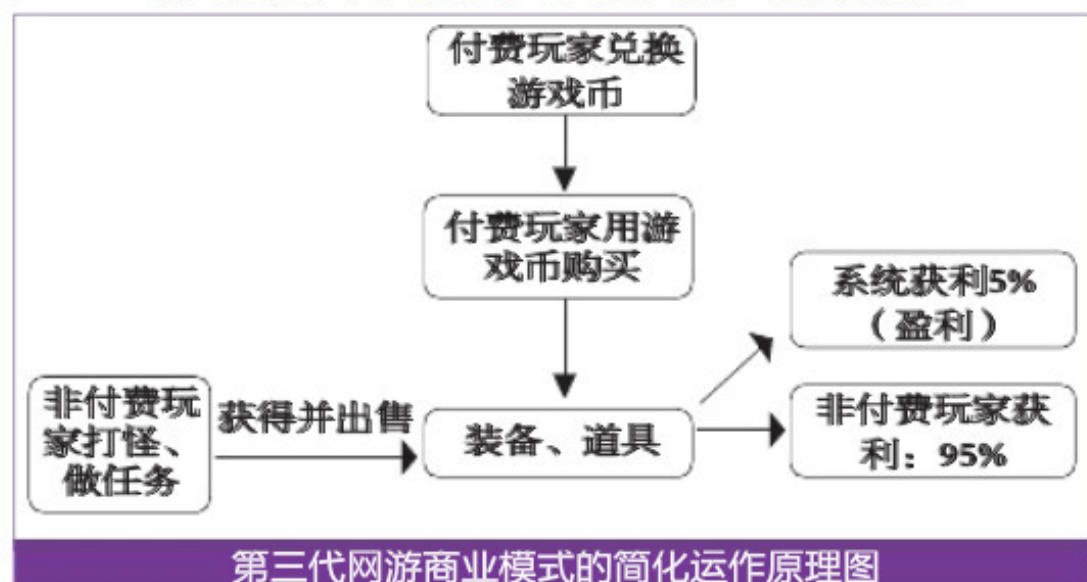 付费玩家兑换
游戏币
付费玩家用游
戏币购买
系统获利5%
（盈利）
非付费玩
家打怪、
做任务
获得并出售
装备、道具
非付费玩家获
利：95%
第三代网游商业模式的简化运作原理图